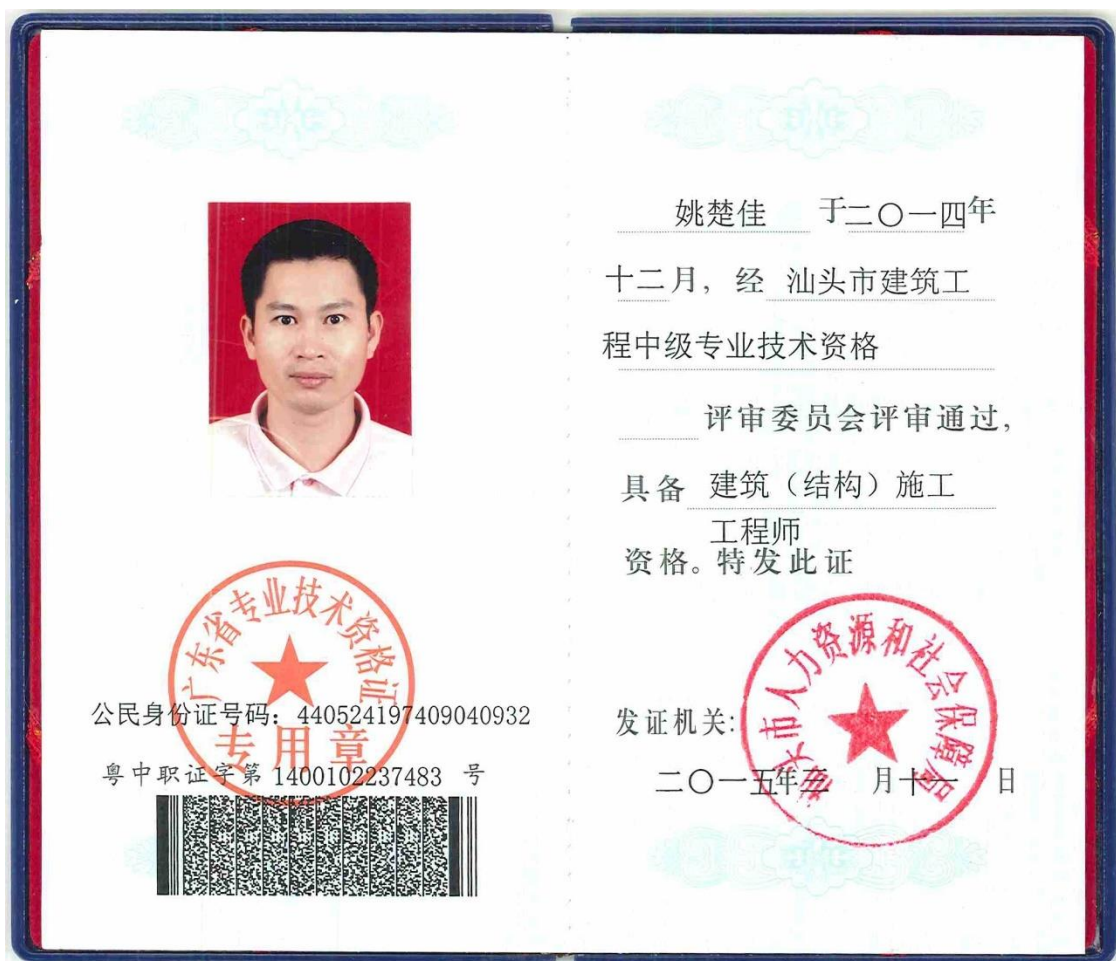 广东省专业技术资格证
专用章
公民身份证号码：440524197409040932
粤中职证字第 1400102237483 号
姚楚佳 于二〇一四年
十二月，经 汕头市建筑工
程中级专业技术资格
评审委员会评审通过，
具备 建筑（结构）施工
工程师
资格。特发此证
汕头市人力资源和社会保障局
发证机关：
二〇一五年三 月十一 日